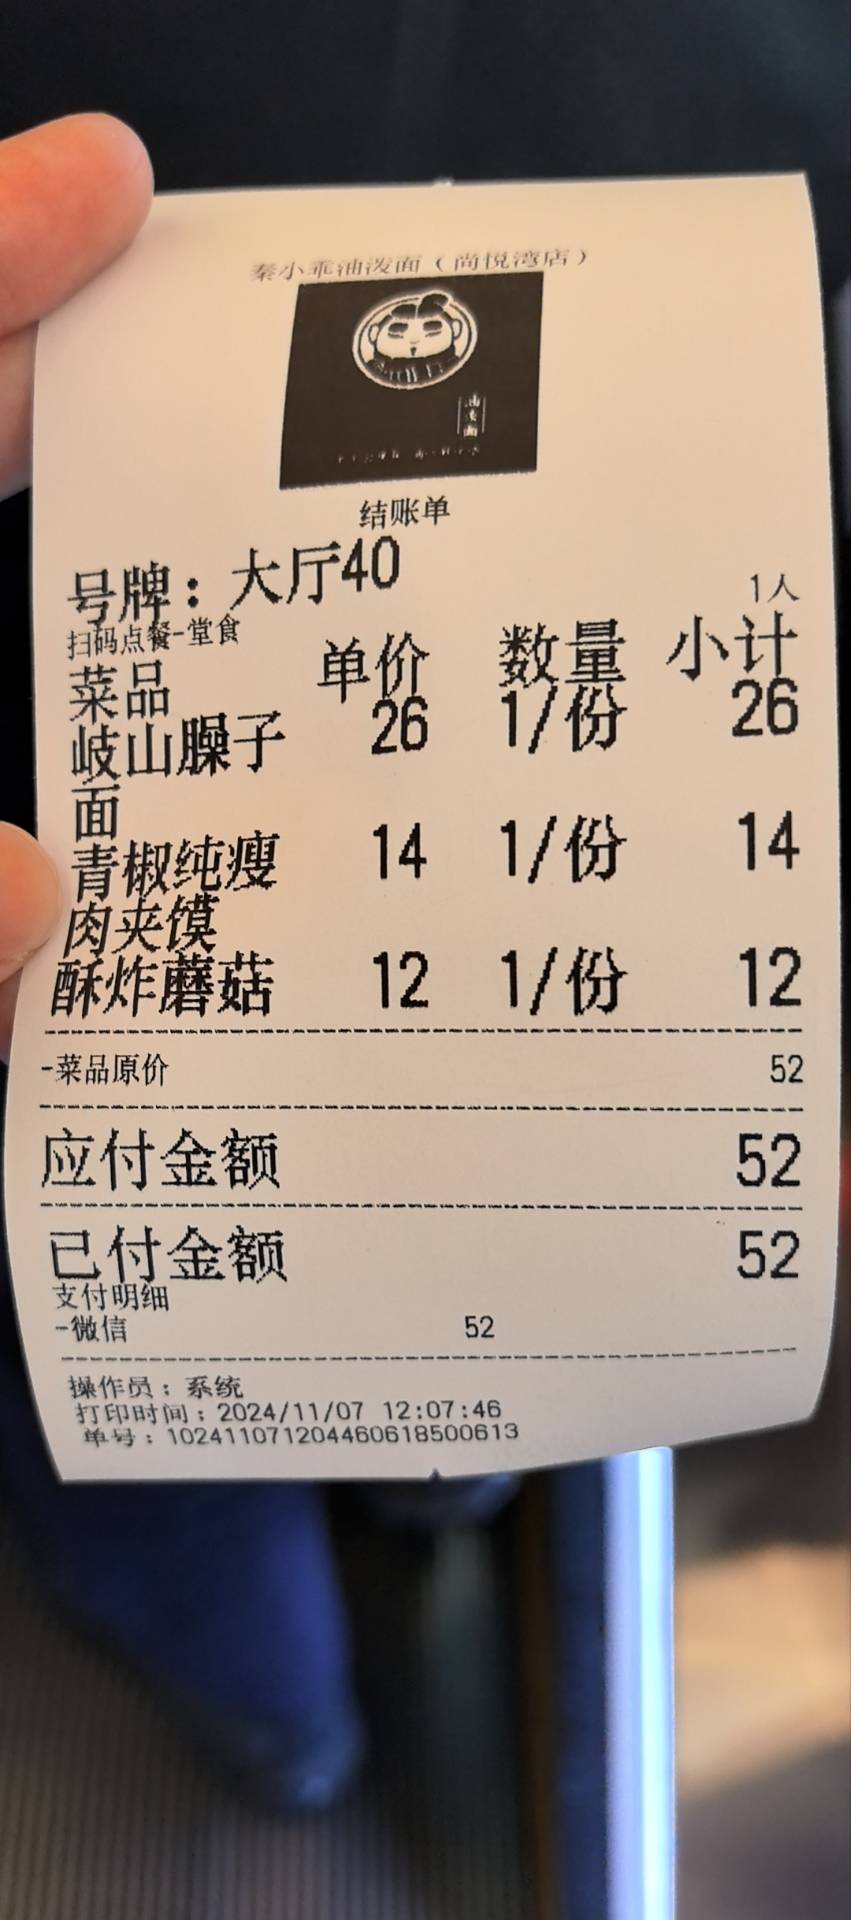 秦小乖油泼面（尚悦湾店）
油泼面
结账单
号牌：大厅40
1人
扫码点餐-堂食
菜品 单价 数量 小计
岐山臊子面 26 1/份 26
青椒纯瘦肉夹馍 14 1/份 14
酥炸蘑菇 12 1/份 12
-菜品原价 52
应付金额 52
已付金额 52
支付明细
-微信 52
操作员：系统
打印时间：2024/11/07 12:07:46
单号：10241107120446061850​0613